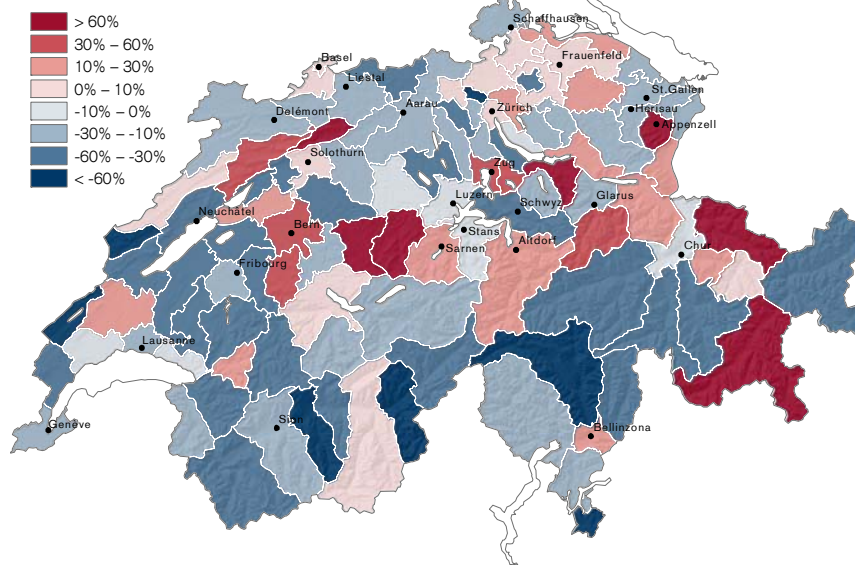 > 60%
30% – 60%
10% – 30%
0% – 10%
-10% – 0%
-30% – -10%
-60% – -30%
< -60%
Schaffhausen
Basel
Frauenfeld
Liestal
St.Gallen
Delémont
Aarau
Zürich
Herisau
Appenzell
Solothurn
Zug
Luzern
Glarus
Neuchâtel
Schwyz
Bern
Stans
Sarnen
Altdorf
Chur
Fribourg
Lausanne
Sion
Genève
Bellinzona